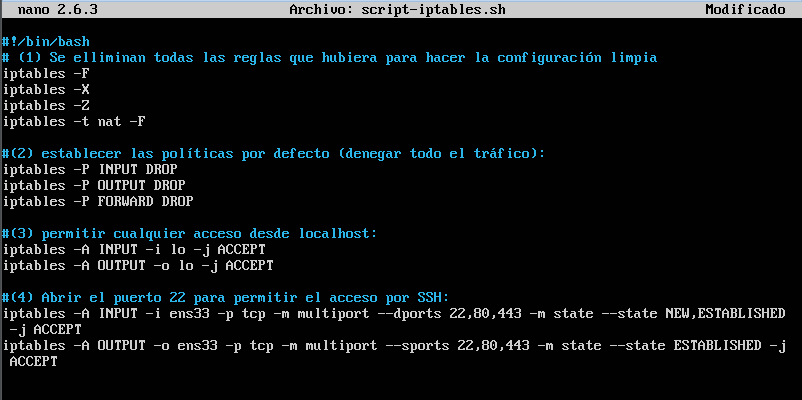 nano 2.6.3 Archivo: script-iptables.sh Modificado
#!/bin/bash
# (1) Se elliminan todas las reglas que hubiera para hacer la configuración limpia
iptables -F
iptables -X
iptables -Z
iptables -t nat -F
#(2) establecer las políticas por defecto (denegar todo el tráfico):
iptables -P INPUT DROP
iptables -P OUTPUT DROP
iptables -P FORWARD DROP
#(3) permitir cualquier acceso desde localhost:
iptables -A INPUT -i lo -j ACCEPT
iptables -A OUTPUT -o lo -j ACCEPT
#(4) Abrir el puerto 22 para permitir el acceso por SSH:
iptables -A INPUT -i ens33 -p tcp -m multiport --dports 22,80,443 -m state --state NEW,ESTABLISHED
-j ACCEPT
iptables -A OUTPUT -o ens33 -p tcp -m multiport --sports 22,80,443 -m state --state ESTABLISHED -j
ACCEPT